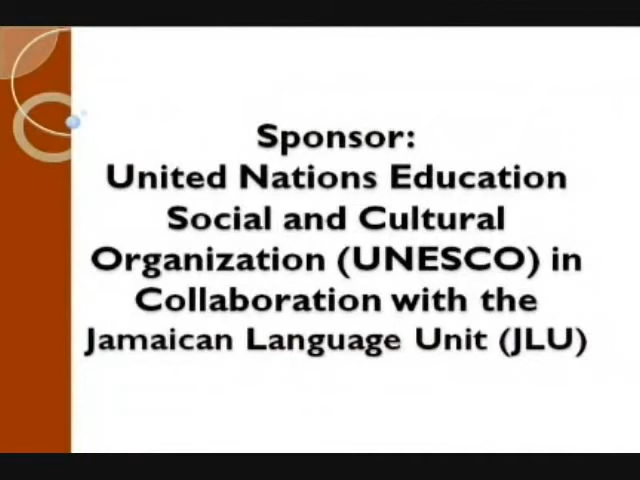 Sponsor:
United Nations Education
Social and Cultural
Organization (UNESCO) in
Collaboration with the
Jamaican Language Unit (JLU)